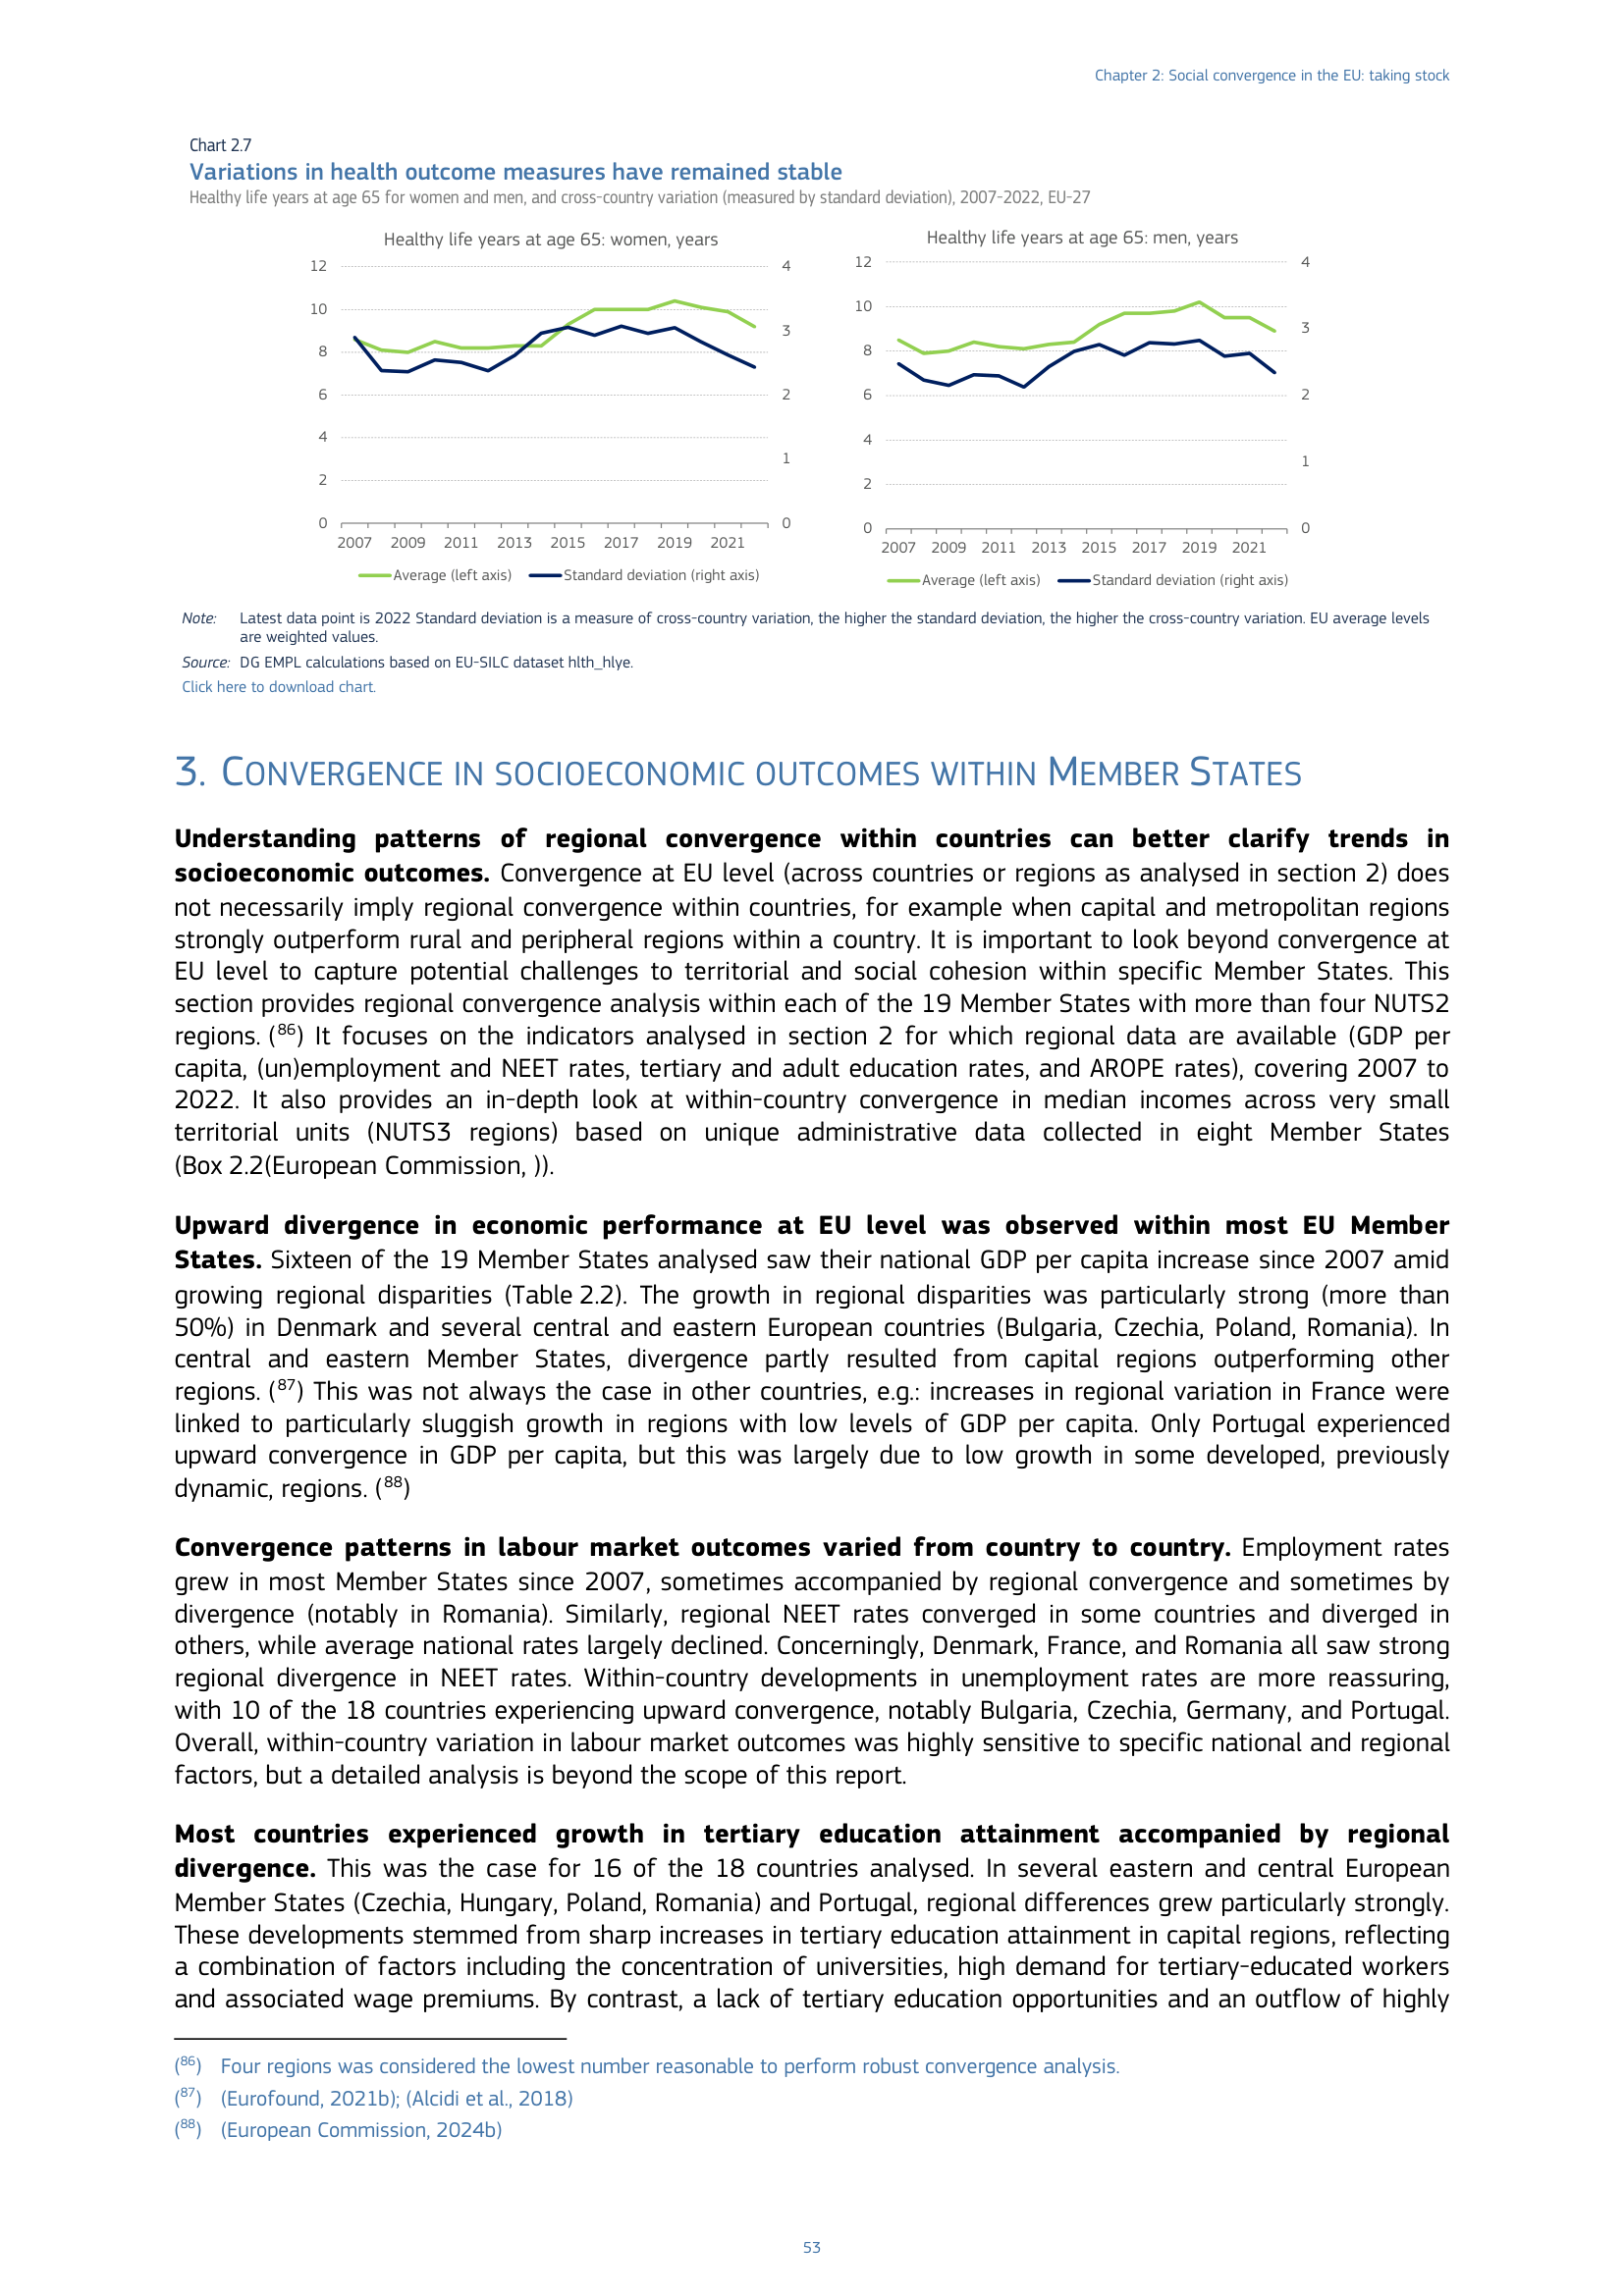 Chapter 2: Social convergence in the EU: taking stock
Chart 2.7
Variations in health outcome measures have remained stable
Healthy life years at age 65 for women and men, and cross-country variation (measured by standard deviation), 2007-2022, EU-27
Healthy life years at age 65: women, years
12
10
8
6
4
2
0
4
3
2
1
0
2007 2009 2011 2013 2015 2017 2019 2021
Average (left axis) Standard deviation (right axis)
Healthy life years at age 65: men, years
12
10
8
6
4
2
0
4
3
2
1
0
2007 2009 2011 2013 2015 2017 2019 2021
Average (left axis) Standard deviation (right axis)
Note: Latest data point is 2022 Standard deviation is a measure of cross-country variation, the higher the standard deviation, the higher the cross-country variation. EU average levels
are weighted values.
Source: DG EMPL calculations based on EU-SILC dataset hlth_hlye.
Click here to download chart.
3. CONVERGENCE IN SOCIOECONOMIC OUTCOMES WITHIN MEMBER STATES
Understanding patterns of regional convergence within countries can better clarify trends in
socioeconomic outcomes. Convergence at EU level (across countries or regions as analysed in section 2) does
not necessarily imply regional convergence within countries, for example when capital and metropolitan regions
strongly outperform rural and peripheral regions within a country. It is important to look beyond convergence at
EU level to capture potential challenges to territorial and social cohesion within specific Member States. This
section provides regional convergence analysis within each of the 19 Member States with more than four NUTS2
regions. (86) It focuses on the indicators analysed in section 2 for which regional data are available (GDP per
capita, (un)employment and NEET rates, tertiary and adult education rates, and AROPE rates), covering 2007 to
2022. It also provides an in-depth look at within-country convergence in median incomes across very small
territorial units (NUTS3 regions) based on unique administrative data collected in eight Member States
(Box 2.2(European Commission, )).
Upward divergence in economic performance at EU level was observed within most EU Member
States. Sixteen of the 19 Member States analysed saw their national GDP per capita increase since 2007 amid
growing regional disparities (Table 2.2). The growth in regional disparities was particularly strong (more than
50%) in Denmark and several central and eastern European countries (Bulgaria, Czechia, Poland, Romania). In
central and eastern Member States, divergence partly resulted from capital regions outperforming other
regions. (87) This was not always the case in other countries, e.g.: increases in regional variation in France were
linked to particularly sluggish growth in regions with low levels of GDP per capita. Only Portugal experienced
upward convergence in GDP per capita, but this was largely due to low growth in some developed, previously
dynamic, regions. (88)
Convergence patterns in labour market outcomes varied from country to country. Employment rates
grew in most Member States since 2007, sometimes accompanied by regional convergence and sometimes by
divergence (notably in Romania). Similarly, regional NEET rates converged in some countries and diverged in
others, while average national rates largely declined. Concerningly, Denmark, France, and Romania all saw strong
regional divergence in NEET rates. Within-country developments in unemployment rates are more reassuring,
with 10 of the 18 countries experiencing upward convergence, notably Bulgaria, Czechia, Germany, and Portugal.
Overall, within-country variation in labour market outcomes was highly sensitive to specific national and regional
factors, but a detailed analysis is beyond the scope of this report.
Most countries experienced growth in tertiary education attainment accompanied by regional
divergence. This was the case for 16 of the 18 countries analysed. In several eastern and central European
Member States (Czechia, Hungary, Poland, Romania) and Portugal, regional differences grew particularly strongly.
These developments stemmed from sharp increases in tertiary education attainment in capital regions, reflecting
a combination of factors including the concentration of universities, high demand for tertiary-educated workers
and associated wage premiums. By contrast, a lack of tertiary education opportunities and an outflow of highly
(86) Four regions was considered the lowest number reasonable to perform robust convergence analysis.
(87) (Eurofound, 2021b); (Alcidi et al., 2018)
(88) (European Commission, 2024b)
53